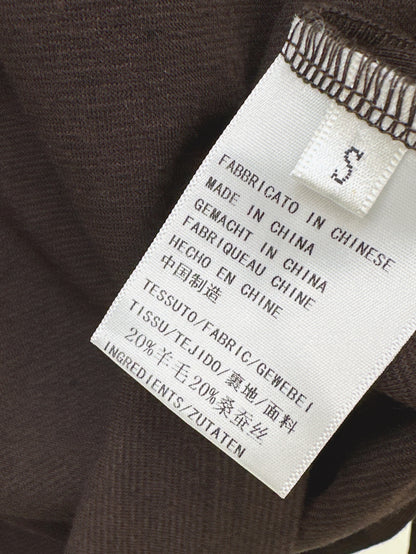 S
FABBRICATO IN CHINESE
MADE IN CHINA
GEMACHT IN CHINA
FABRIQUEAU CHINE
HECHO EN CHINE
中国制造
TESSUTO/FABRIC/GEWEBEI
TISSU/TEJIDO/裏地/面料
20%羊毛20%桑蚕丝
INGREDIENTS/ZUTATEN